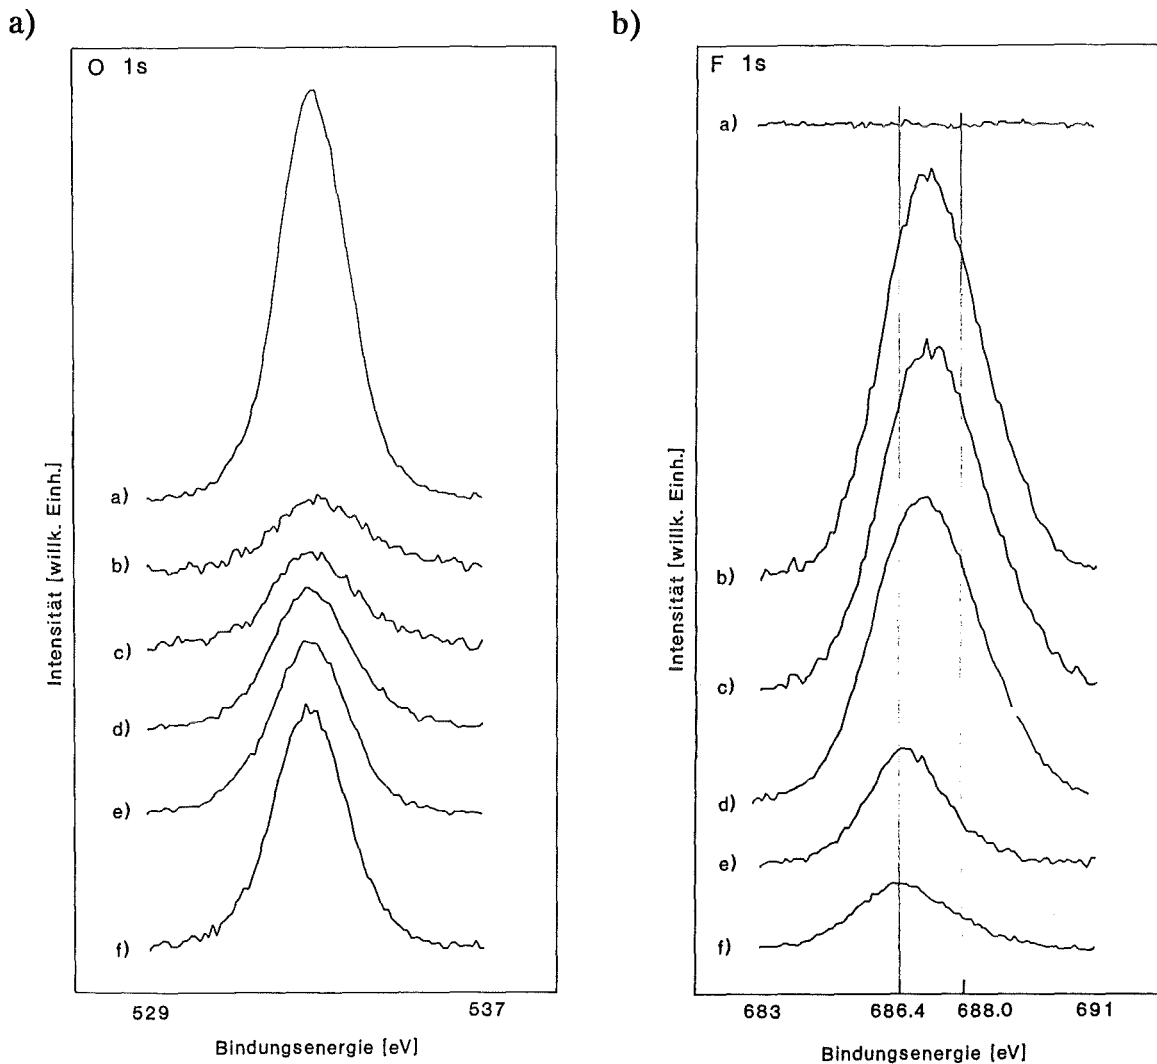 a)
O 1s
a)
b)
c)
d)
e)
f)
Intensität [willk. Einh.]
529
537
Bindungsenergie [eV]
b)
F 1s
a)
b)
c)
d)
e)
f)
Intensität [willk. Einh.]
683
686.4
688.0
691
Bindungsenergie [eV]